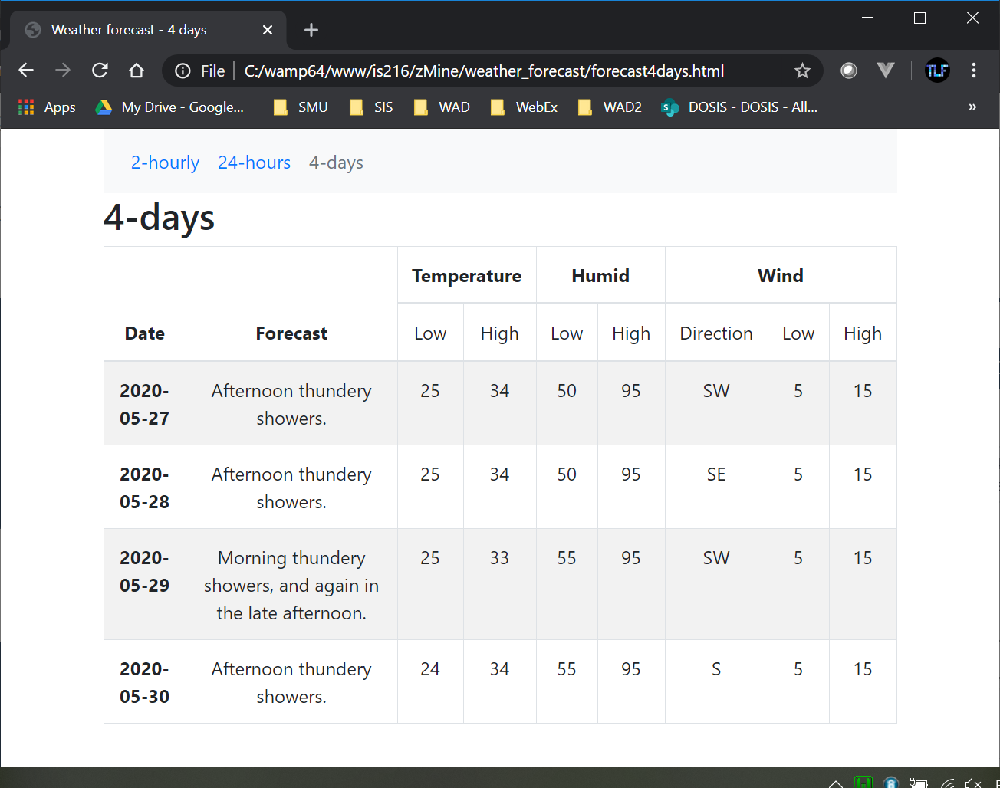 Weather forecast - 4 days
File C:/wamp64/www/is216/zMine/weather_forecast/forecast4days.html
TLF
Apps My Drive - Google... SMU SIS WAD WebEx WAD2 DOSIS - DOSIS - All... »
2-hourly 24-hours 4-days
4-days
Temperature Humid Wind
Date Forecast Low High Low High Direction Low High
2020- Afternoon thundery 25 34 50 95 SW 5 15
05-27 showers.
2020- Afternoon thundery 25 34 50 95 SE 5 15
05-28 showers.
2020- Morning thundery 25 33 55 95 SW 5 15
05-29 showers, and again in
the late afternoon.
2020- Afternoon thundery 24 34 55 95 S 5 15
05-30 showers.